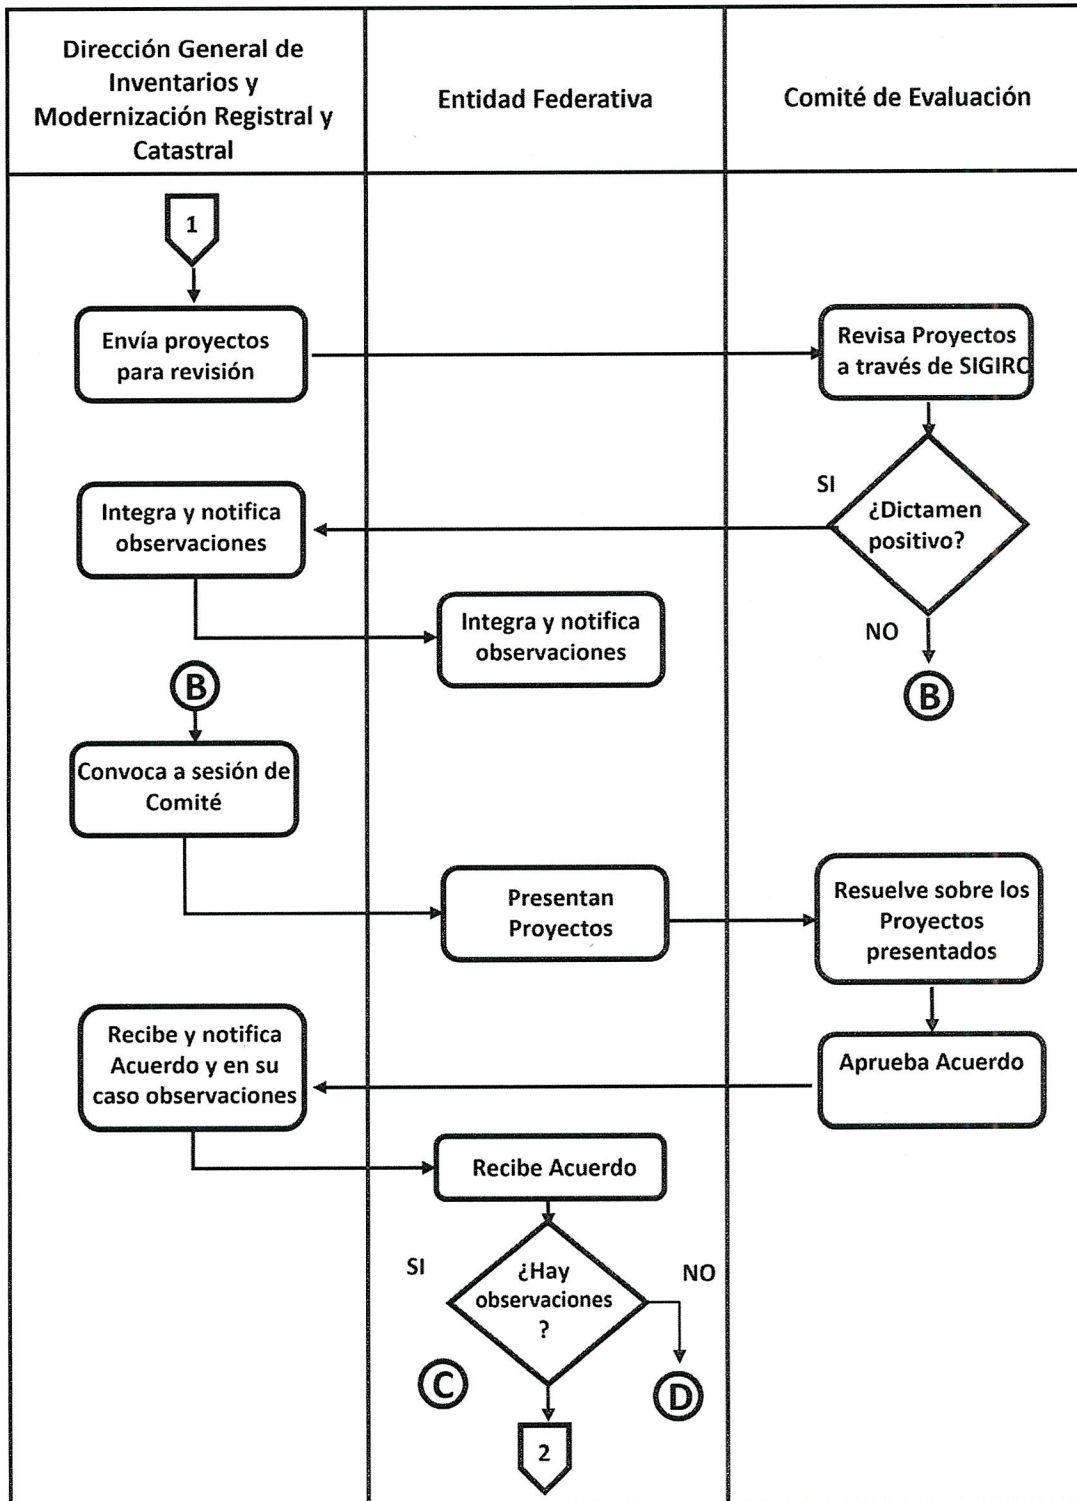 Dirección General de
Inventarios y
Modernización Registral y
Catastral
Entidad Federativa
Comité de Evaluación
1
Envía proyectos
para revisión
Revisa Proyectos
a través de SIGIRC
SI
¿Dictamen
positivo?
NO
B
Integra y notifica
observaciones
Integra y notifica
observaciones
B
Convoca a sesión de
Comité
Presentan
Proyectos
Resuelve sobre los
Proyectos
presentados
Aprueba Acuerdo
Recibe y notifica
Acuerdo y en su
caso observaciones
Recibe Acuerdo
SI
¿Hay
observaciones
?
NO
C
D
2